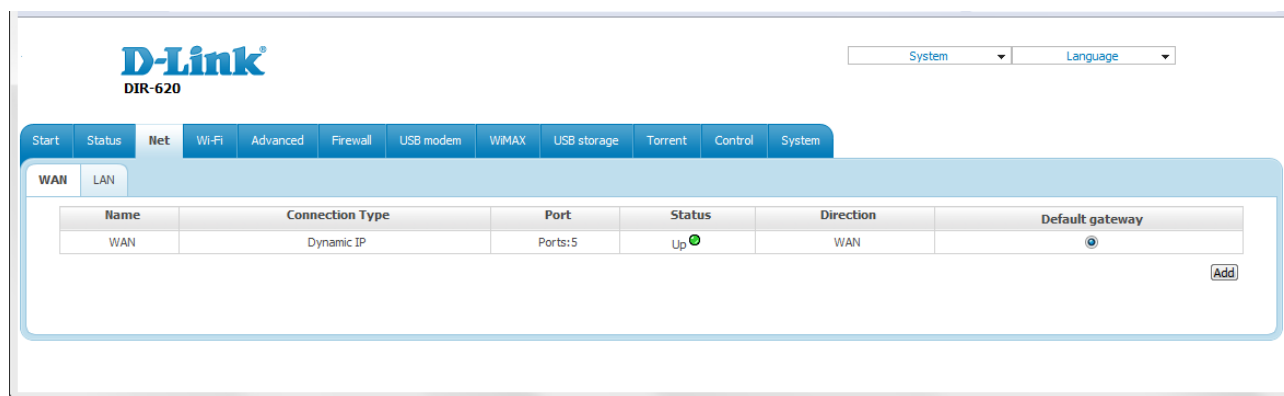 D-Link®
DIR-620
System Language
Start Status Net Wi-Fi Advanced Firewall USB modem WiMAX USB storage Torrent Control System
WAN LAN
Name Connection Type Port Status Direction Default gateway
WAN Dynamic IP Ports:5 Up WAN
Add